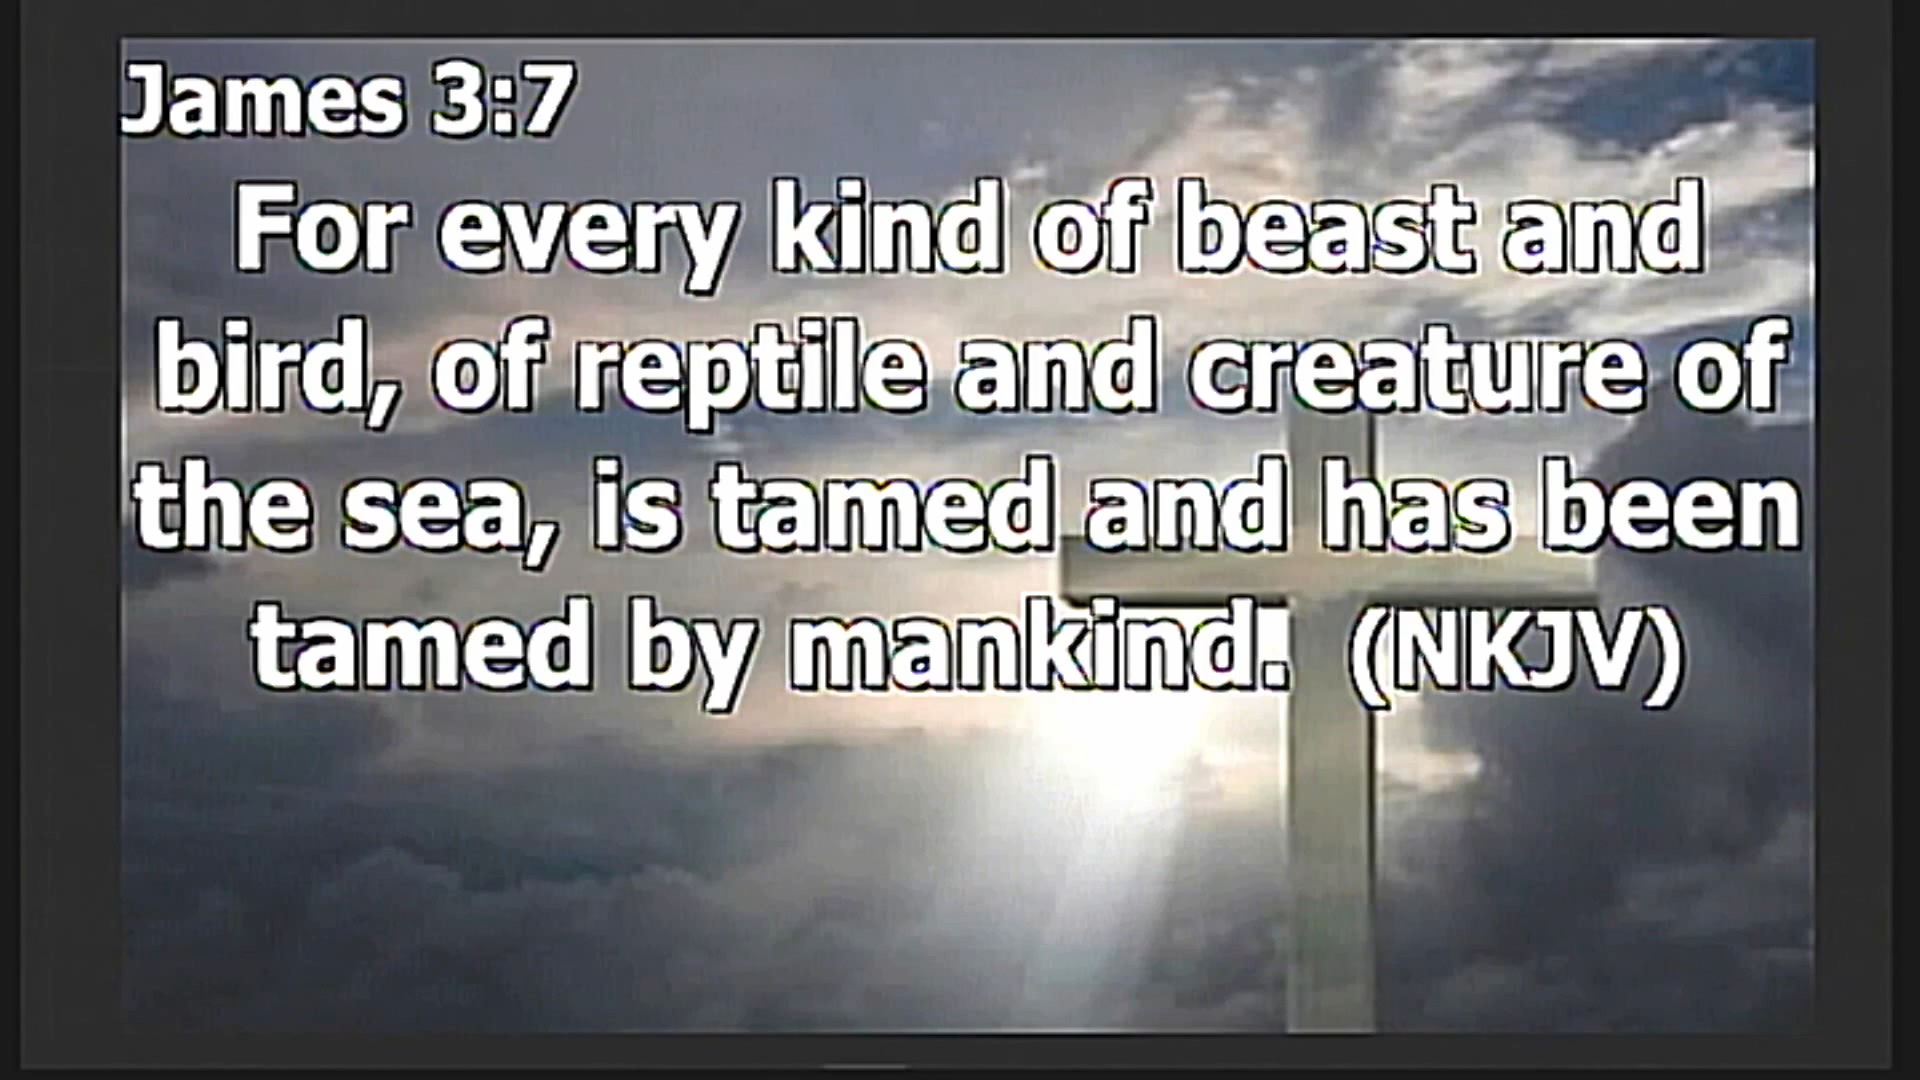 James 3:7
For every kind of beast and
bird, of reptile and creature of
the sea, is tamed and has been
tamed by mankind. (NKJV)